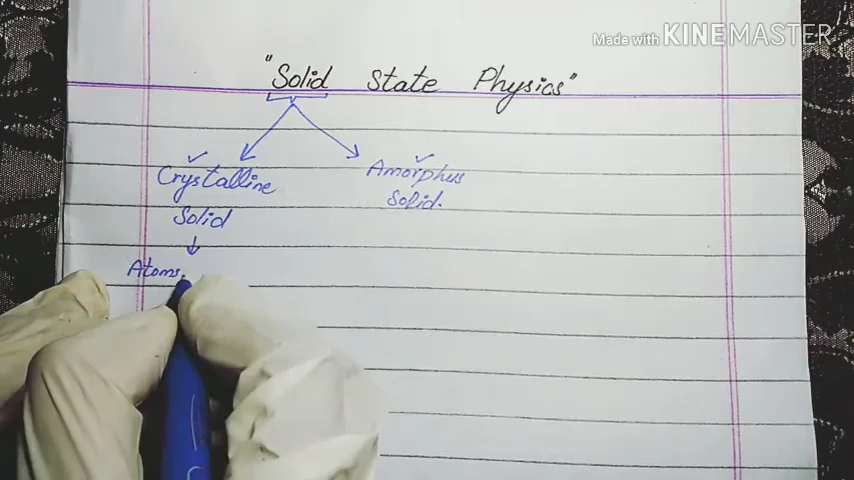 Made with KINEMASTER
"Solid State Physics"
Crystalline Solid
Amorphus Solid.
Atoms,